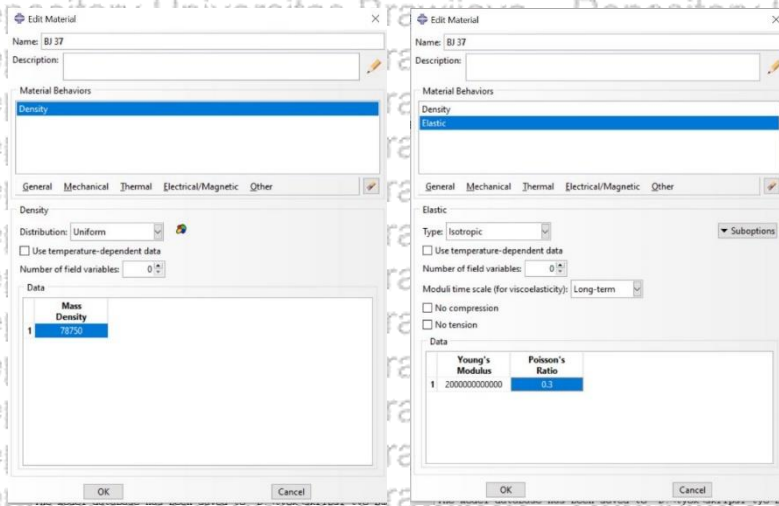 Edit Material
Name: BJ 37
Description:
Material Behaviors
Density
General Mechanical Thermal Electrical/Magnetic Other
Density
Distribution: Uniform
Use temperature-dependent data
Number of field variables: 0
Data
Mass
Density
1 78750
OK Cancel
Edit Material
Name: BJ 37
Description:
Material Behaviors
Density
Elastic
General Mechanical Thermal Electrical/Magnetic Other
Elastic
Type: Isotropic Suboptions
Use temperature-dependent data
Number of field variables: 0
Moduli time scale (for viscoelasticity): Long-term
No compression
No tension
Data
Young's Poisson's
Modulus Ratio
1 2000000000000 0.3
OK Cancel